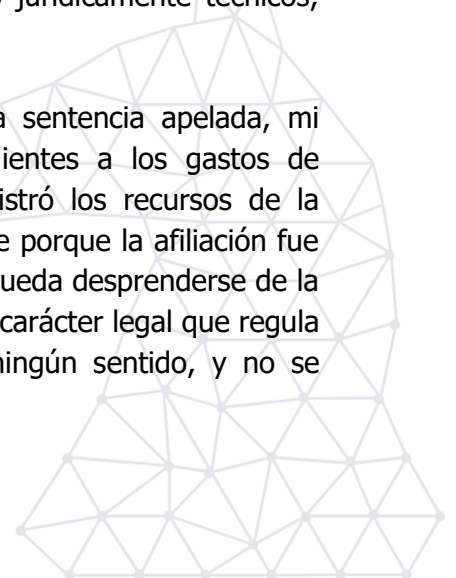 jurídicamente técnicos,
sentencia apelada, mi
ientes a los gastos de
istró los recursos de la
porque la afiliación fue
ueda desprenderse de la
carácter legal que regula
ningún sentido, y no se